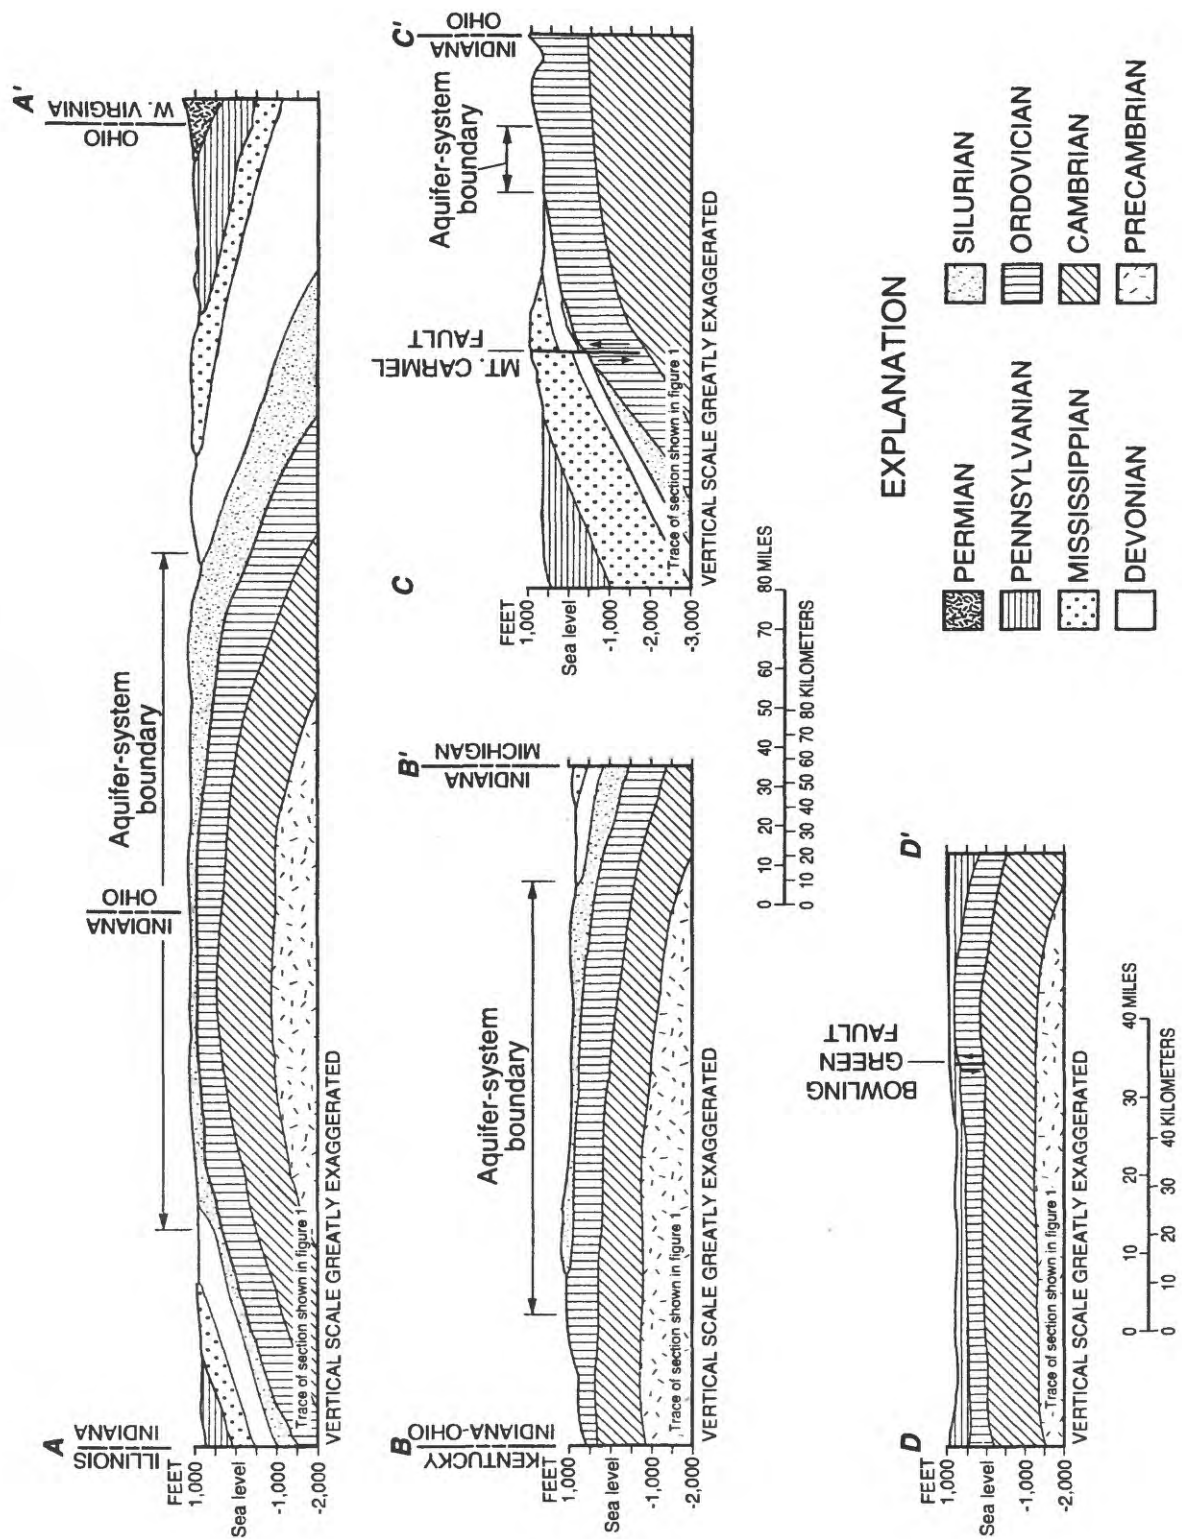 A
A'
ILLINOIS
INDIANA
INDIANA
OHIO
OHIO
W. VIRGINIA
Aquifer-system
boundary
FEET
1,000
Sea level
-1,000
-2,000
Trace of section shown in figure 1
VERTICAL SCALE GREATLY EXAGGERATED
B
B'
KENTUCKY
INDIANA-OHIO
INDIANA
MICHIGAN
Aquifer-system
boundary
FEET
1,000
Sea level
-1,000
-2,000
Trace of section shown in figure 1
VERTICAL SCALE GREATLY EXAGGERATED
C
C'
MT. CARMEL
FAULT
INDIANA
OHIO
Aquifer-system
boundary
FEET
1,000
Sea level
-1,000
-2,000
-3,000
Trace of section shown in figure 1
VERTICAL SCALE GREATLY EXAGGERATED
0 10 20 30 40 50 60 70 80 MILES
0 10 20 30 40 50 60 70 80 KILOMETERS
D
D'
BOWLING
GREEN
FAULT
FEET
1,000
Sea level
-1,000
-2,000
Trace of section shown in figure 1
VERTICAL SCALE GREATLY EXAGGERATED
0 10 20 30 40 MILES
0 10 20 30 40 KILOMETERS
EXPLANATION
PERMIAN
PENNSYLVANIAN
MISSISSIPPIAN
DEVONIAN
SILURIAN
ORDOVICIAN
CAMBRIAN
PRECAMBRIAN